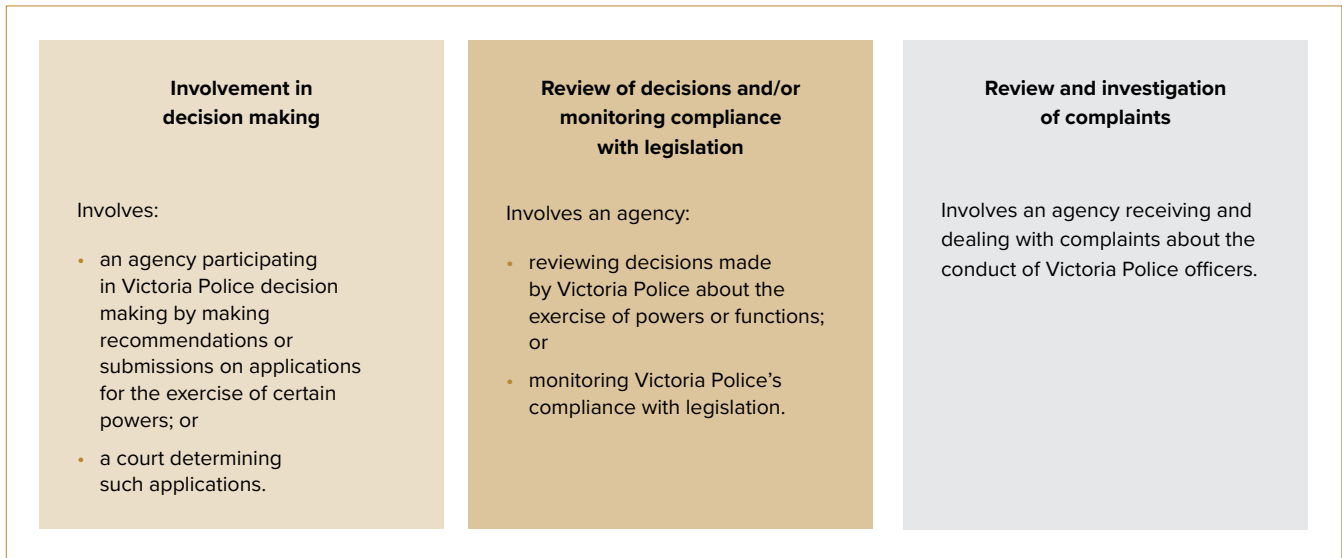 Involvement in
decision making
Involves:
• an agency participating
in Victoria Police decision
making by making
recommendations or
submissions on applications
for the exercise of certain
powers; or
• a court determining
such applications.
Review of decisions and/or
monitoring compliance
with legislation
Involves an agency:
• reviewing decisions made
by Victoria Police about the
exercise of powers or functions;
or
• monitoring Victoria Police’s
compliance with legislation.
Review and investigation
of complaints
Involves an agency receiving and
dealing with complaints about the
conduct of Victoria Police officers.